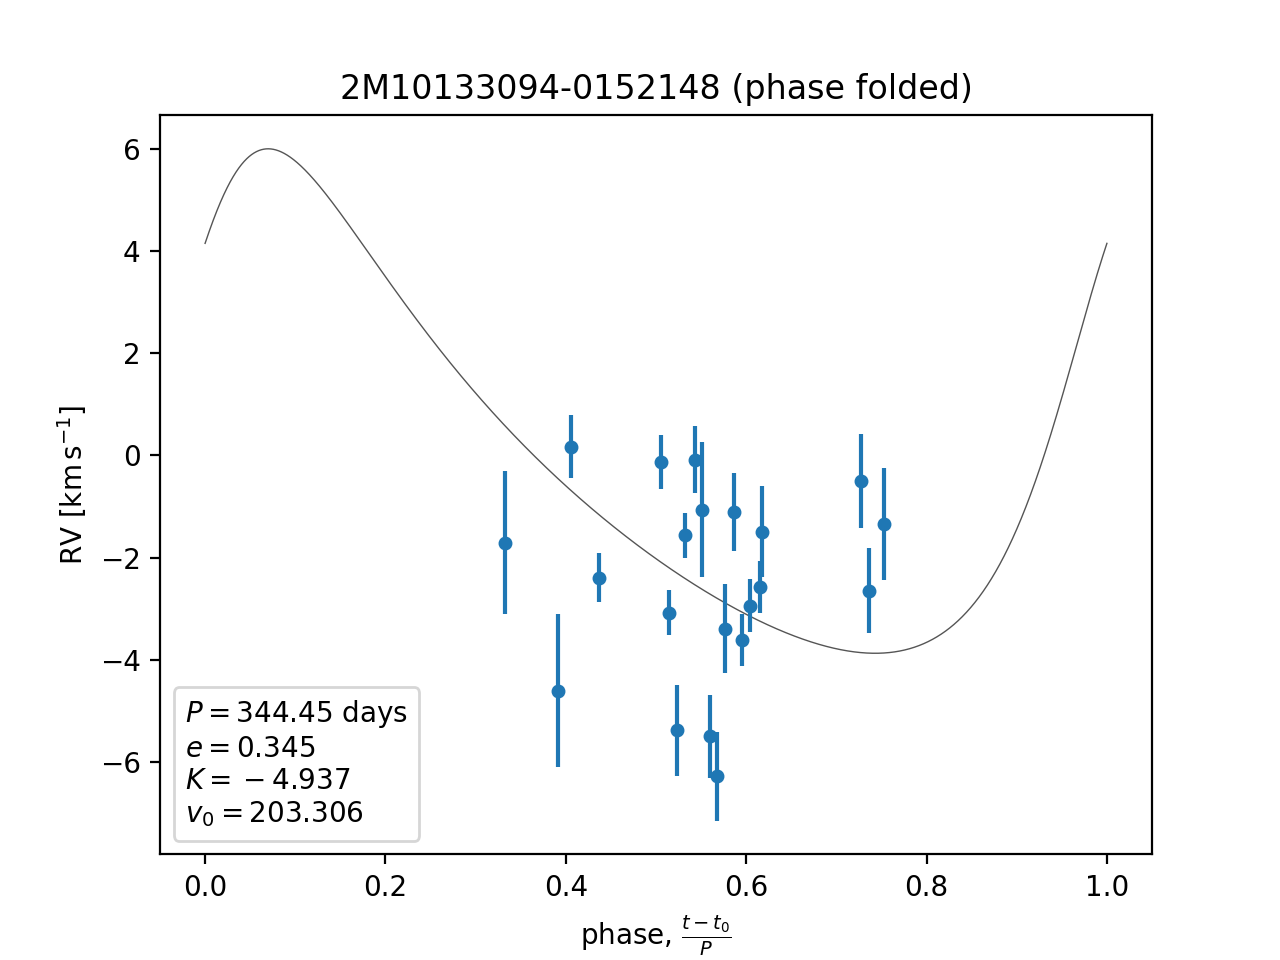 2M10133094-0152148 (phase folded)
6
4
2
0
−2
−4
−6
RV [km s⁻¹]
P = 344.45 days
e = 0.345
K = −4.937
v₀ = 203.306
0.0 0.2 0.4 0.6 0.8 1.0
phase, (t − t₀)/P